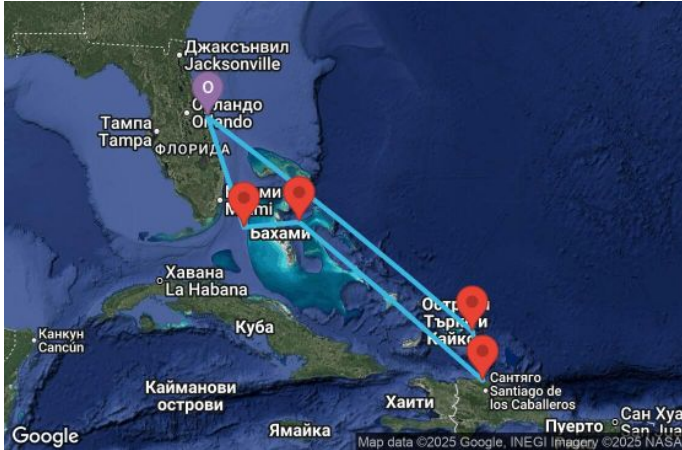 Джаксънвил
Jacksonville
O
Орландо
Orlando
Тампа
Tampa
ФЛОРИДА
Miami
Бахами
Хавана
La Habana
Канкун
Cancún
Куба
Острови
Търкс и
Кайкос
Кайманови
острови
Хаити
Сантяго
Santiago de
los Caballeros
Ямайка
Пуерто
Сан Хуа
San Jua
Google
Map data ©2025 Google, INEGI Imagery ©2025 NASA